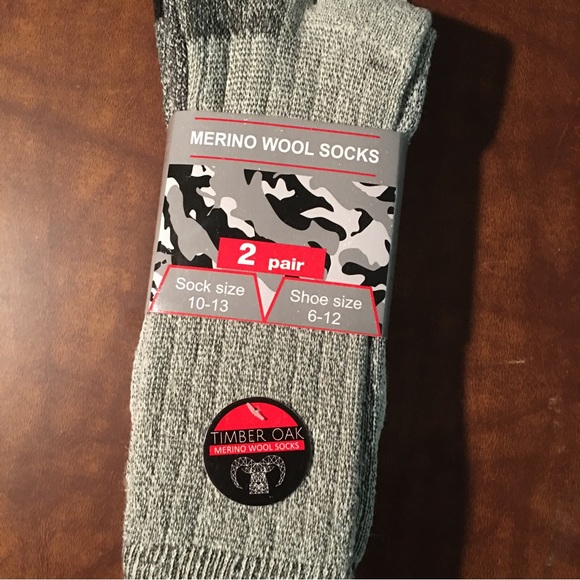 MERINO WOOL SOCKS
2 pair
Sock size
10-13
Shoe size
6-12
TIMBER OAK
MERINO WOOL SOCKS